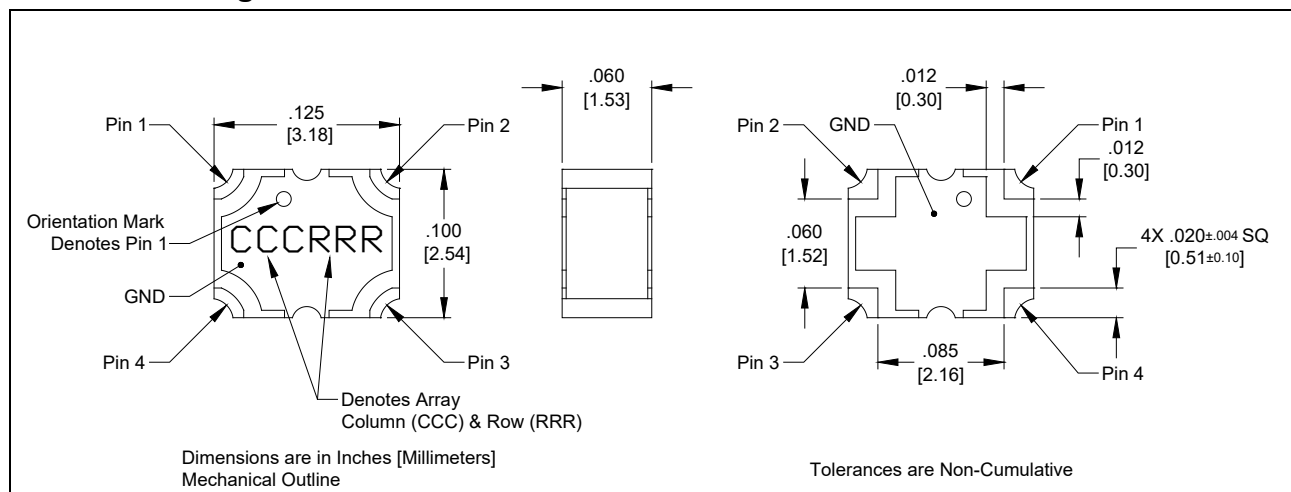 .125
[3.18]
Pin 1
Pin 2
Orientation Mark
Denotes Pin 1
CCCRRR
.100
[2.54]
GND
Pin 4
Pin 3
Denotes Array
Column (CCC) & Row (RRR)
Dimensions are in Inches [Millimeters]
Mechanical Outline
.060
[1.53]
.012
[0.30]
Pin 2
GND
Pin 1
.012
[0.30]
.060
[1.52]
4X .020±.004 SQ
[0.51±0.10]
Pin 3
.085
[2.16]
Pin 4
Tolerances are Non-Cumulative